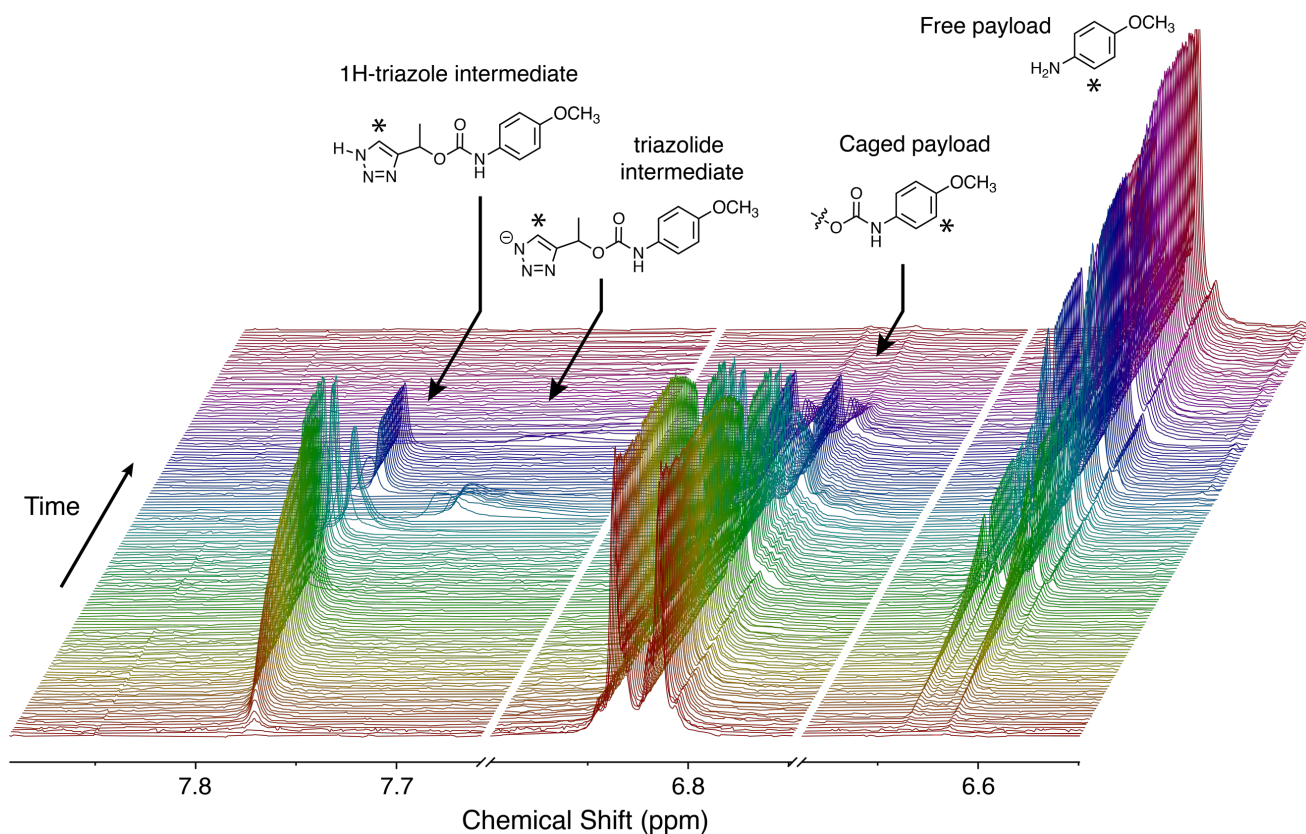 Free payload
OCH3
H2N
*
1H-triazole intermediate
*
H
N
N=N
O
O
N
H
OCH3
triazolide
intermediate
*
⊖
N
N=N
O
O
N
H
OCH3
Caged payload
O
O
N
H
OCH3
*
Time
7.8
7.7
6.8
6.6
Chemical Shift (ppm)